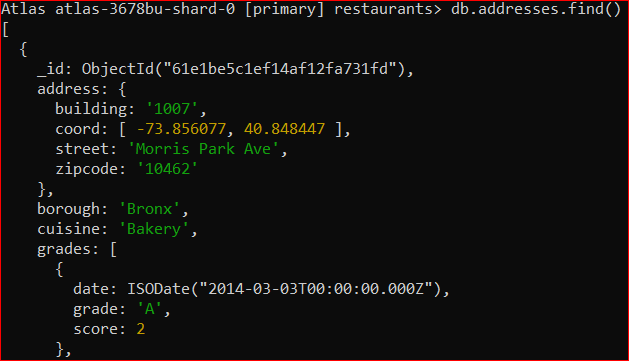 Atlas atlas-3678bu-shard-0 [primary] restaurants> db.addresses.find()
[
  {
    _id: ObjectId("61e1be5c1ef14af12fa731fd"),
    address: {
      building: '1007',
      coord: [ -73.856077, 40.848447 ],
      street: 'Morris Park Ave',
      zipcode: '10462'
    },
    borough: 'Bronx',
    cuisine: 'Bakery',
    grades: [
      {
        date: ISODate("2014-03-03T00:00:00.000Z"),
        grade: 'A',
        score: 2
      },